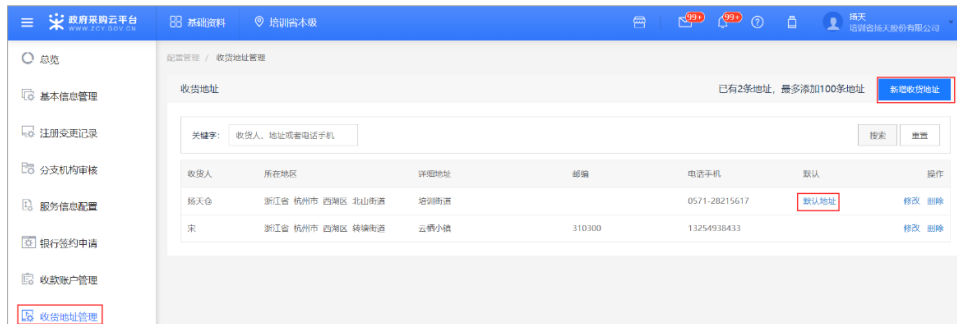 政府采购云平台 基础资料 培训省本级 99+ 99+ 扬天
WWW.ZCY.GOV.CN 培训省扬天股份有限公司
总览
配置管理 / 收货地址管理
基本信息管理
收货地址 已有2条地址，最多添加100条地址 新增收货地址
注册变更记录
关键字： 收货人、地址或者电话手机 搜索 重置
分支机构审核
收货人 所在地区 详细地址 邮编 电话手机 默认 操作
服务信息配置
扬天仓 浙江省 杭州市 西湖区 北山街道 培训街道 0571-28215617 默认地址 修改 删除
宋 浙江省 杭州市 西湖区 转塘街道 云栖小镇 310300 13254938433 修改 删除
银行签约申请
收款账户管理
收货地址管理